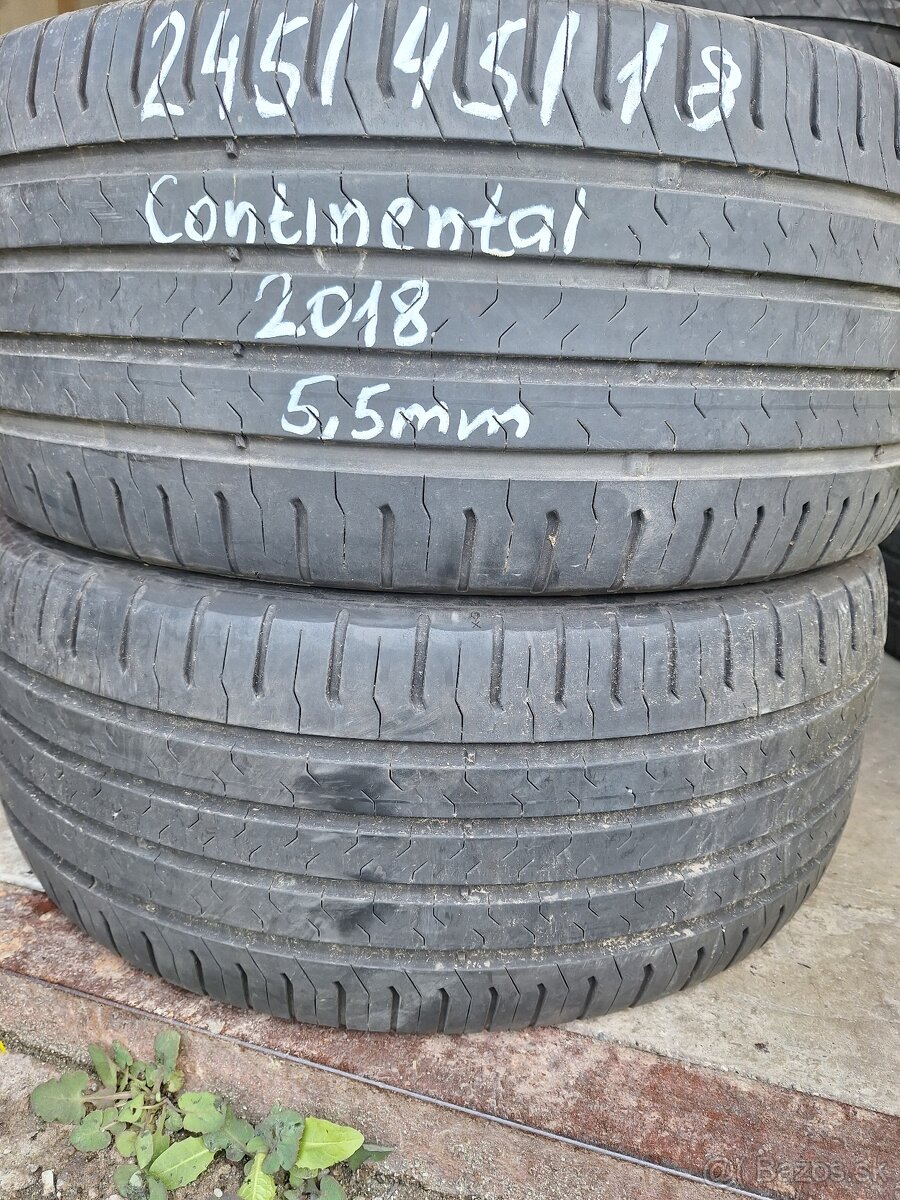 245/45/18
Continental
2018
5,5mm
Bazos.sk